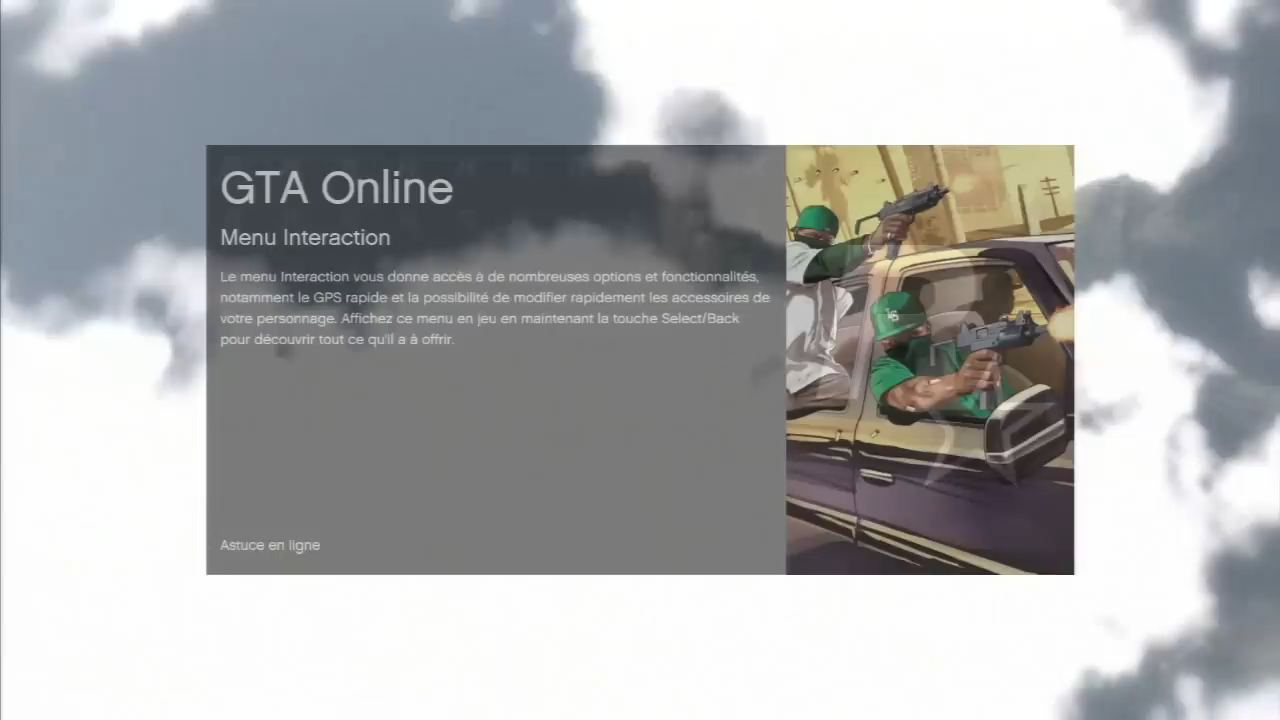 GTA Online
Menu Interaction
Le menu Interaction vous donne accès à de nombreuses options et fonctionnalités,
notamment le GPS rapide et la possibilité de modifier rapidement les accessoires de
votre personnage. Affichez ce menu en jeu en maintenant la touche Select/Back
pour découvrir tout ce qu'il a à offrir.
Astuce en ligne